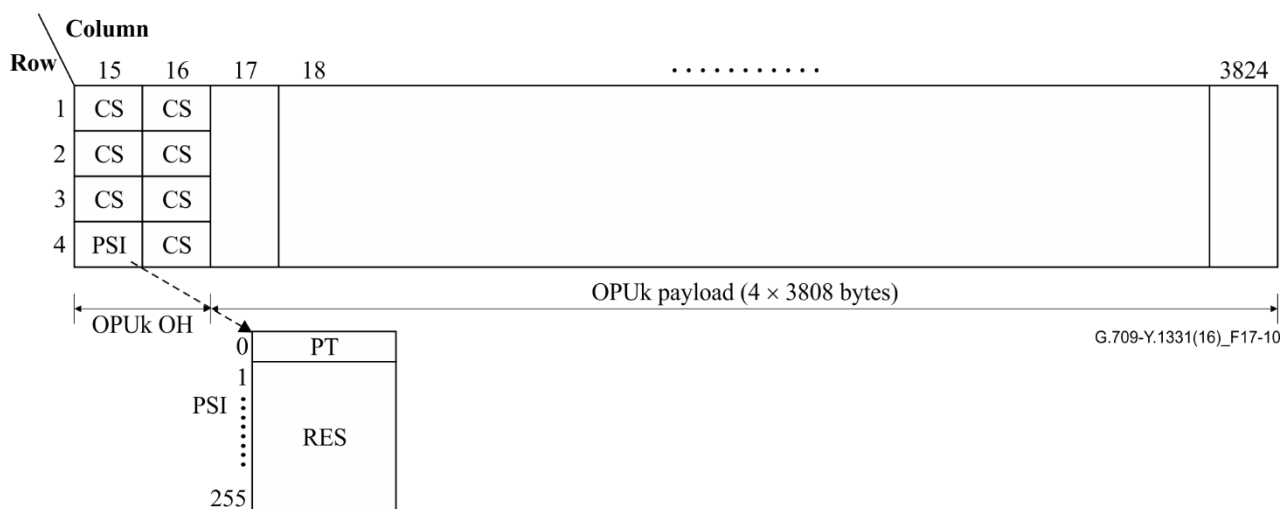 Column
Row 15 16 17 18 ........... 3824
1 CS CS
2 CS CS
3 CS CS
4 PSI CS
OPUk payload (4 × 3808 bytes)
OPUk OH
G.709-Y.1331(16)_F17-10
0 PT
1
PSI
RES
255